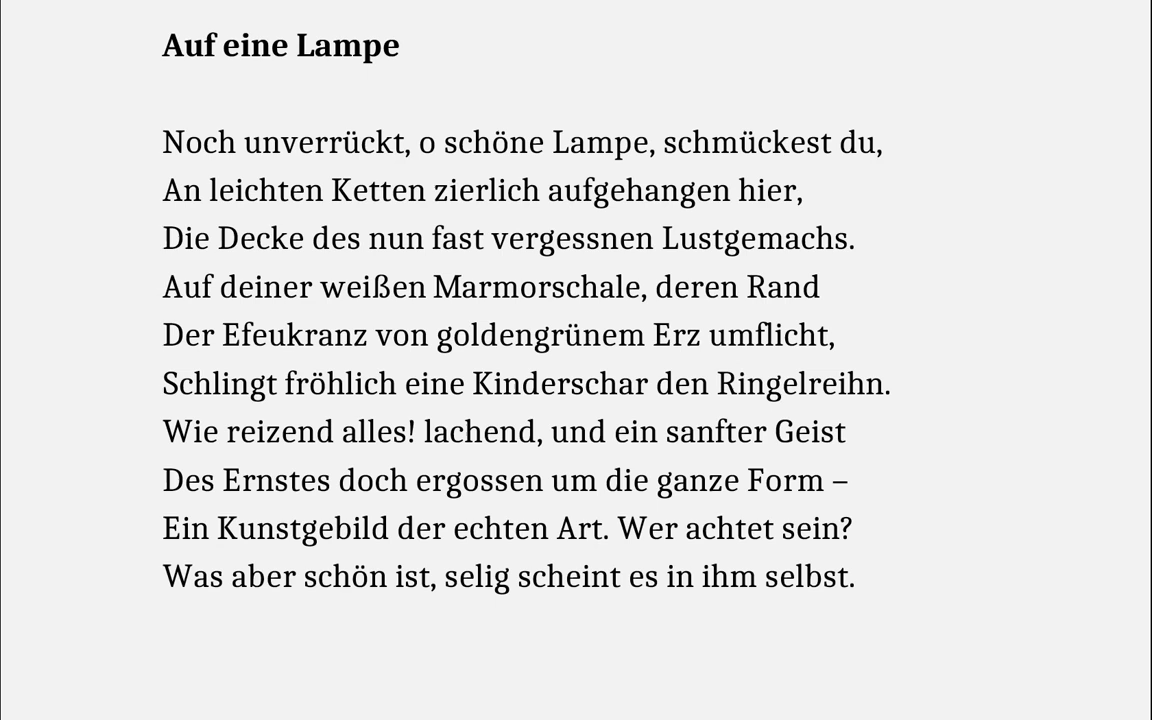 Auf eine Lampe
Noch unverrückt, o schöne Lampe, schmückest du,
An leichten Ketten zierlich aufgehangen hier,
Die Decke des nun fast vergessnen Lustgemachs.
Auf deiner weißen Marmorschale, deren Rand
Der Efeukranz von goldengrünem Erz umflicht,
Schlingt fröhlich eine Kinderschar den Ringelreihn.
Wie reizend alles! lachend, und ein sanfter Geist
Des Ernstes doch ergossen um die ganze Form –
Ein Kunstgebild der echten Art. Wer achtet sein?
Was aber schön ist, selig scheint es in ihm selbst.